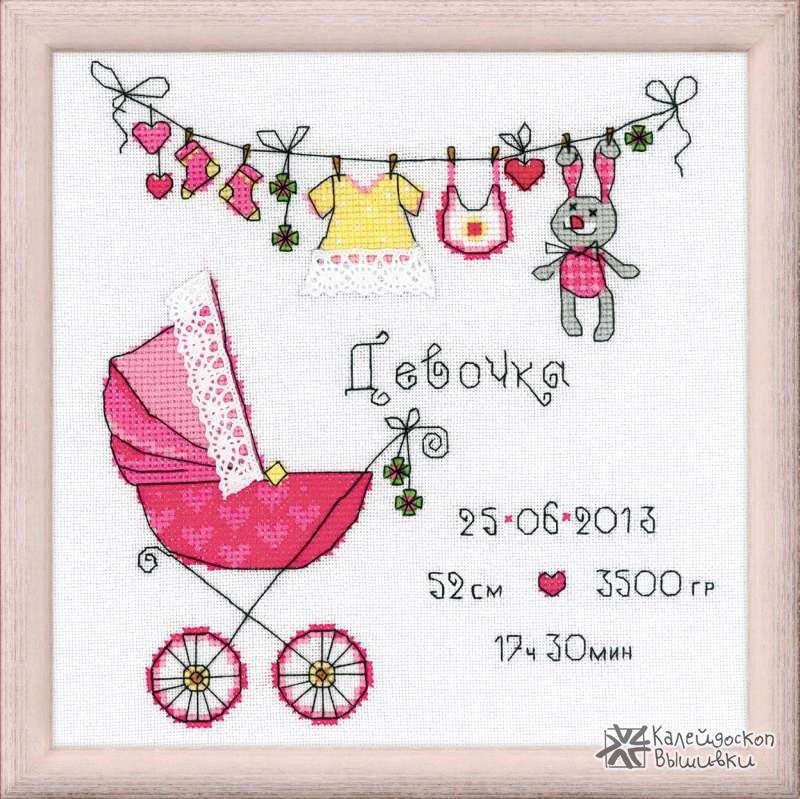 Девочка
25*06*2013
52см 3500гр
17ч 30мин
Калейдоскоп
Вышивки